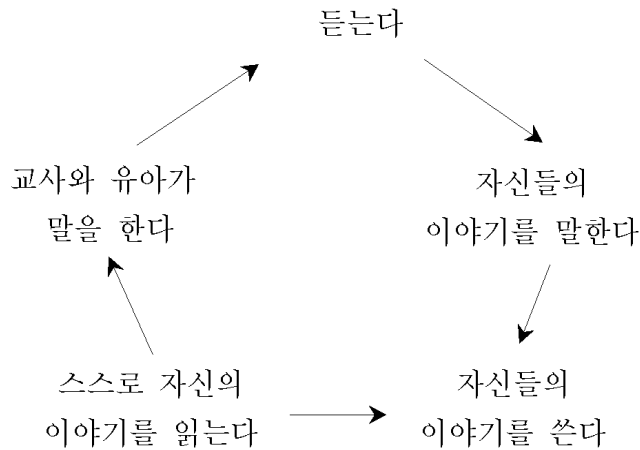 듣는다
교사와 유아가
말을 한다
자신들의
이야기를 말한다
스스로 자신의
이야기를 읽는다
자신들의
이야기를 쓴다